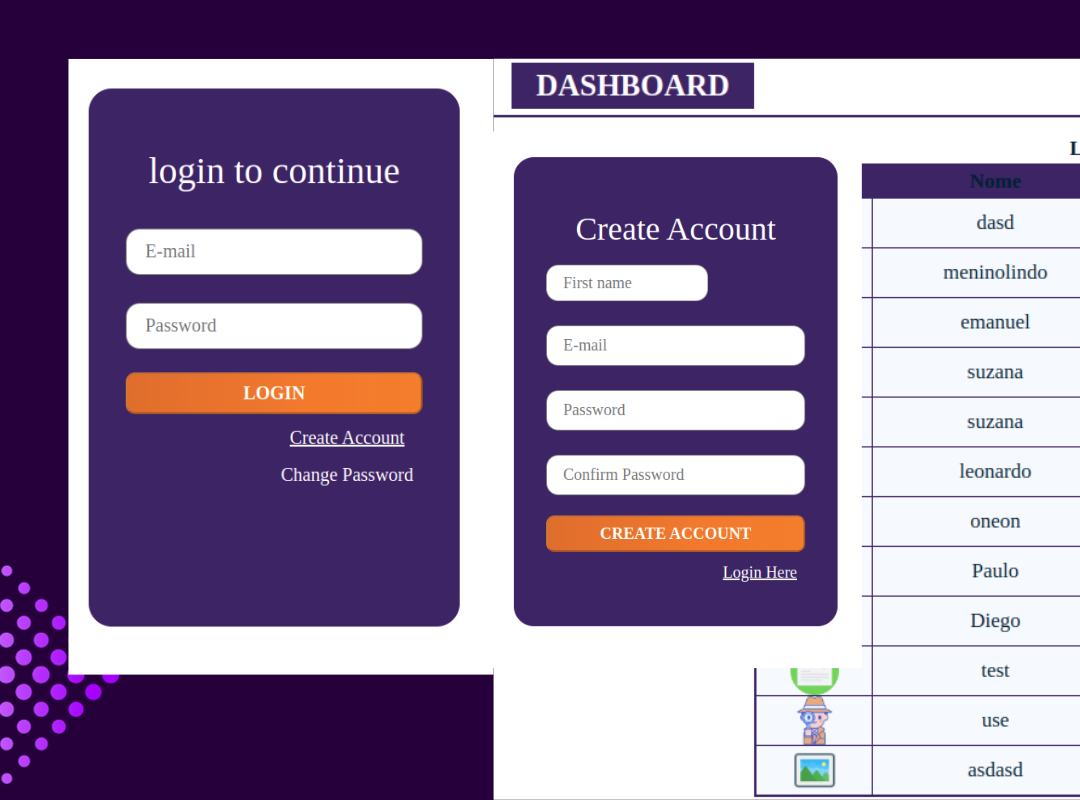 login to continue
E-mail
Password
LOGIN
Create Account
Change Password
DASHBOARD
Create Account
First name
E-mail
Password
Confirm Password
CREATE ACCOUNT
Login Here
L
Nome
dasd
meninolindo
emanuel
suzana
suzana
leonardo
oneon
Paulo
Diego
test
use
asdasd